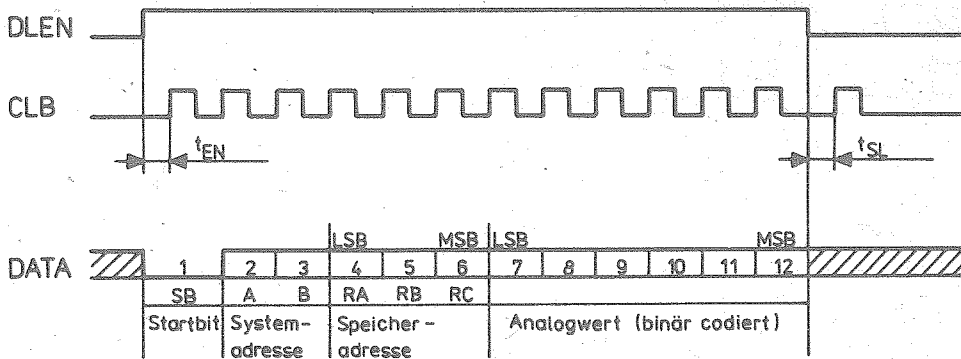 DLEN
CLB
tEN
tSL
LSB MSB LSB MSB
DATA 1 2 3 4 5 6 7 8 9 10 11 12
SB A B RA RB RC
Startbit System- Speicher- Analogwert (binär codiert)
adresse adresse